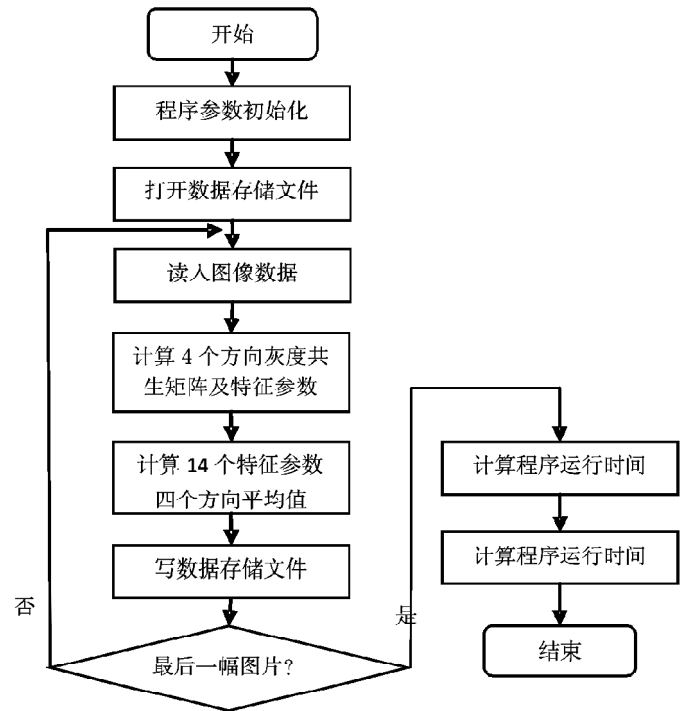 开始
程序参数初始化
打开数据存储文件
读入图像数据
计算 4 个方向灰度共
生矩阵及特征参数
计算 14 个特征参数
四个方向平均值
写数据存储文件
否
最后一幅图片?
是
计算程序运行时间
计算程序运行时间
结束